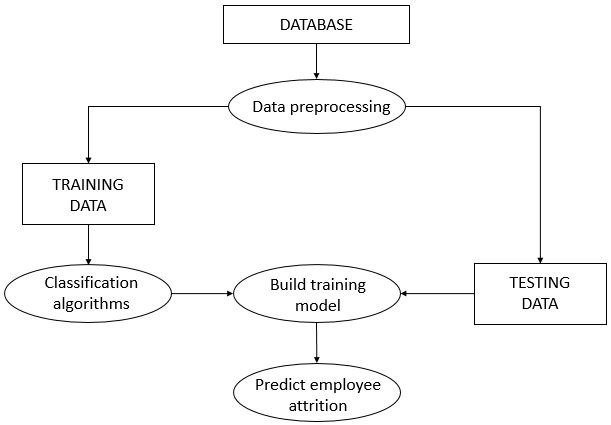 DATABASE
Data preprocessing
TRAINING
DATA
Classification
algorithms
Build training
model
TESTING
DATA
Predict employee
attrition